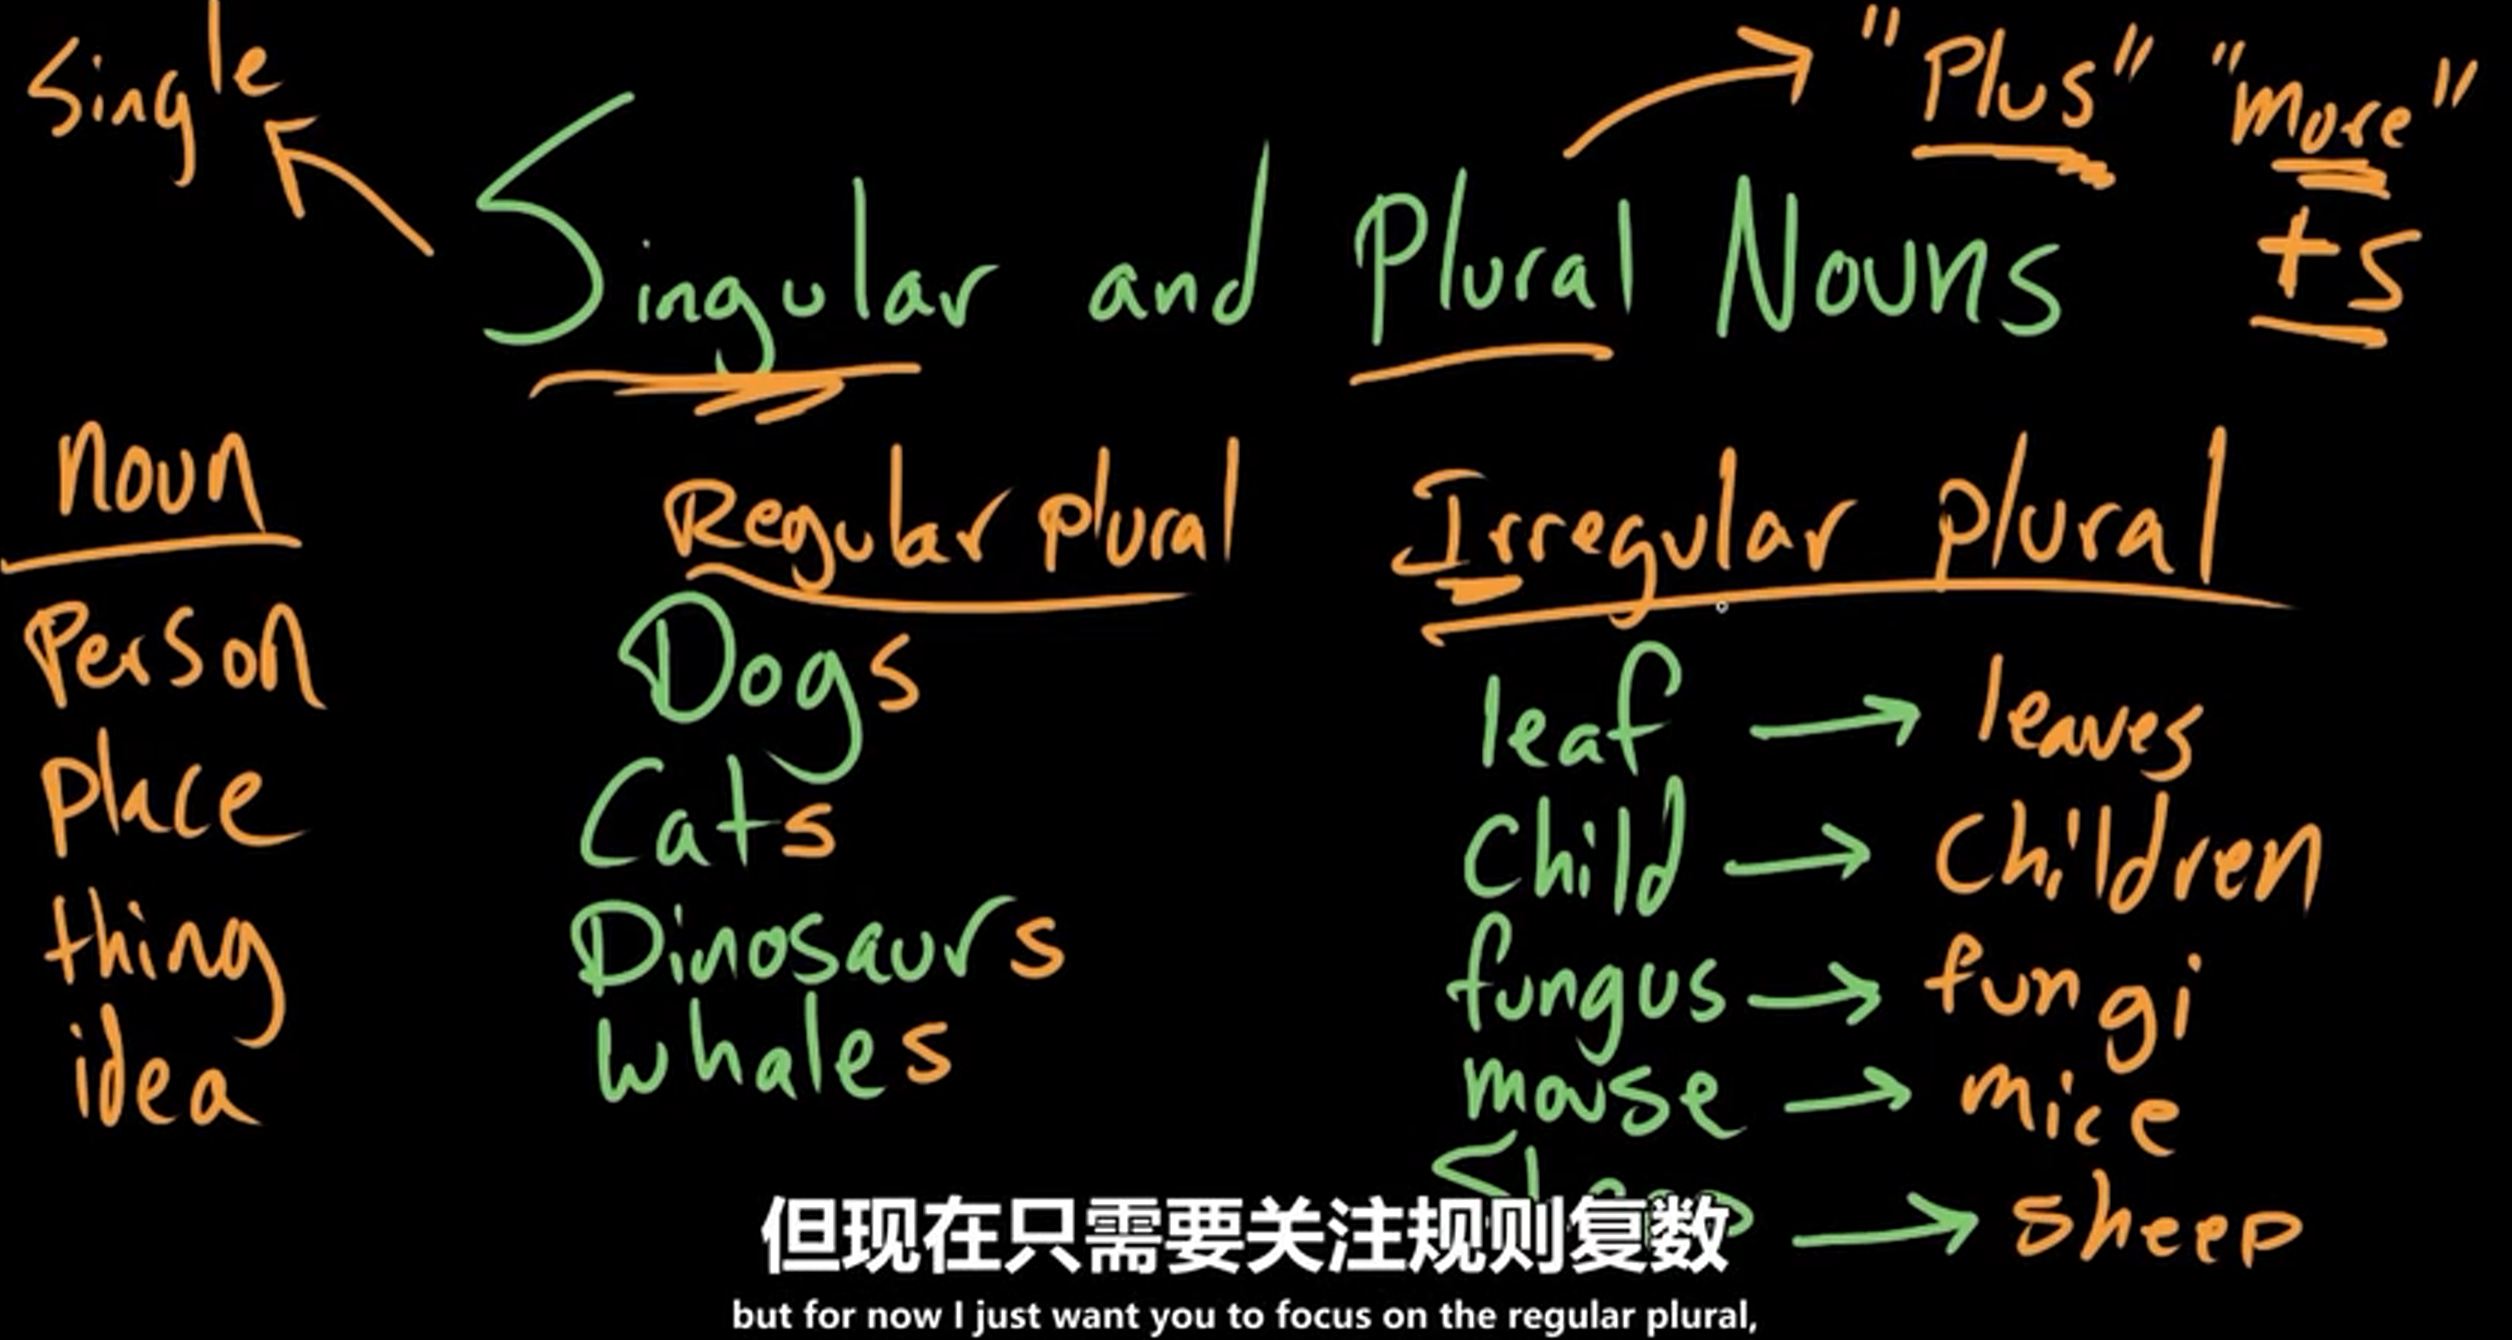 Single
"Plus" "more"
+s
Singular and Plural Nouns
noun
Person
place
thing
idea
Regular plural
Dogs
Cats
Dinosaurs
Whales
Irregular plural
leaf → leaves
Child → Children
fungus → fungi
mouse → mice
→ sheep
但现在只需要关注规则复数
but for now I just want you to focus on the regular plural,